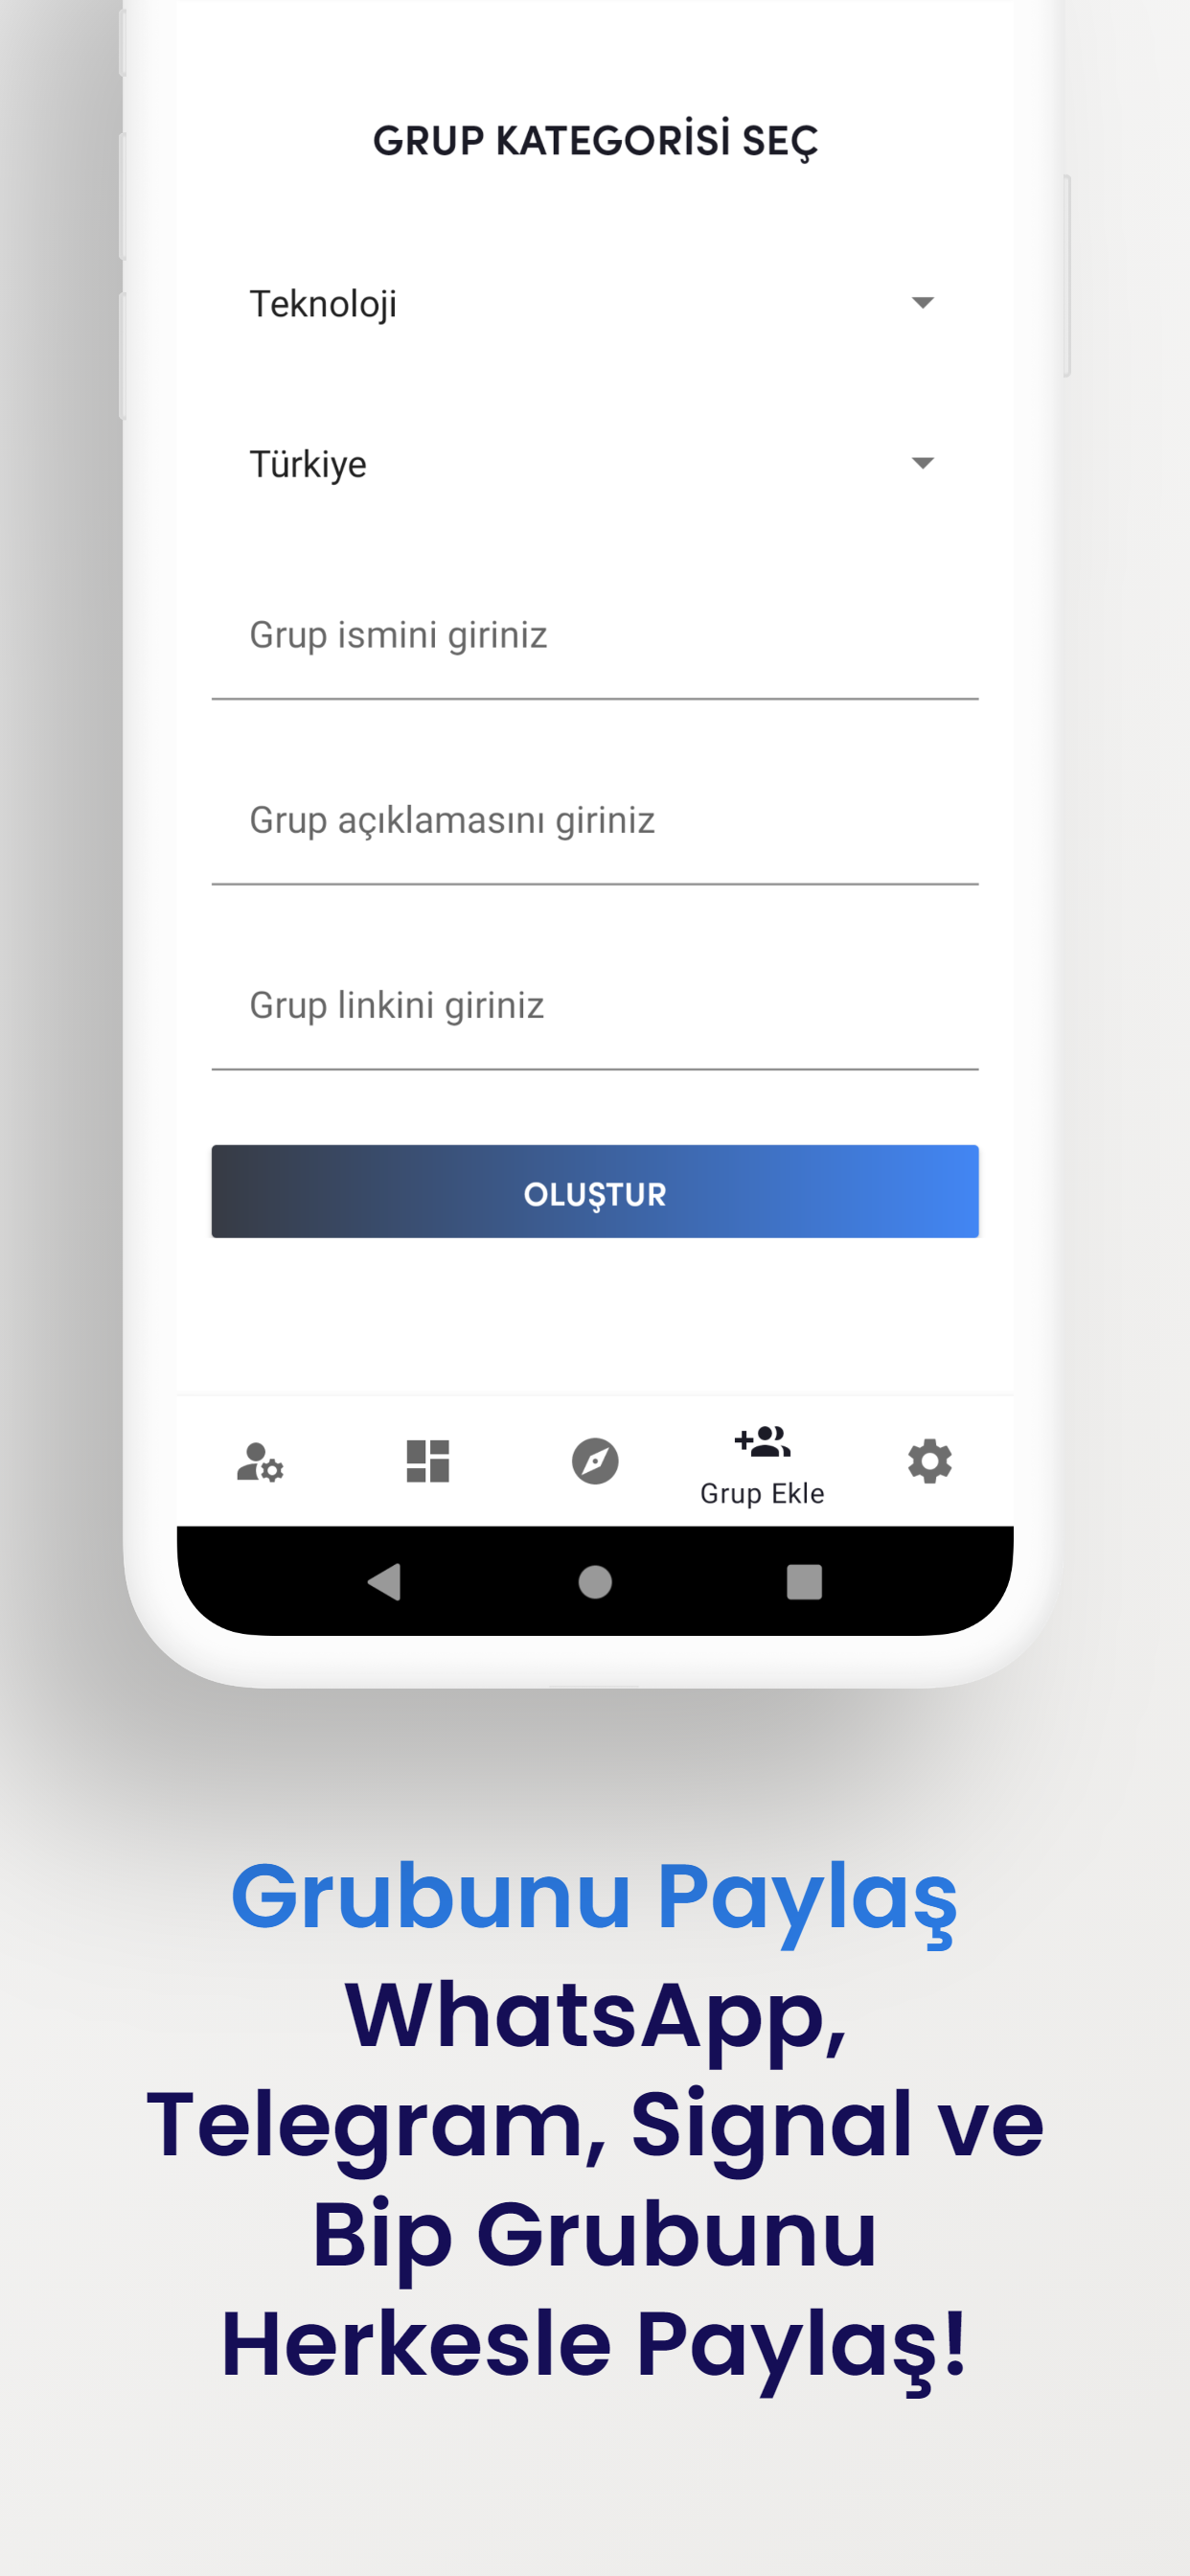 GRUP KATEGORİSİ SEÇ
Teknoloji
Türkiye
Grup ismini giriniz
Grup açıklamasını giriniz
Grup linkini giriniz
OLUŞTUR
Grup Ekle
Grubunu Paylaş
WhatsApp,
Telegram, Signal ve
Bip Grubunu
Herkesle Paylaş!